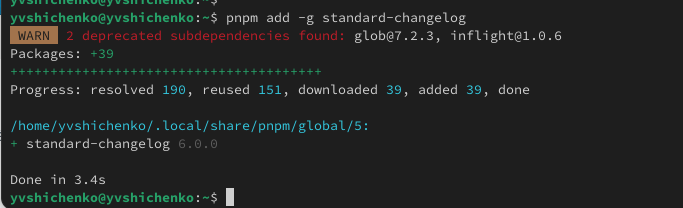 yvshichenko@yvshichenko:~$
yvshichenko@yvshichenko:~$ pnpm add -g standard-changelog
WARN 2 deprecated subdependencies found: glob@7.2.3, inflight@1.0.6
Packages: +39
+++++++++++++++++++++++++++++++++++++++
Progress: resolved 190, reused 151, downloaded 39, added 39, done
/home/yvshichenko/.local/share/pnpm/global/5:
+ standard-changelog 6.0.0
Done in 3.4s
yvshichenko@yvshichenko:~$